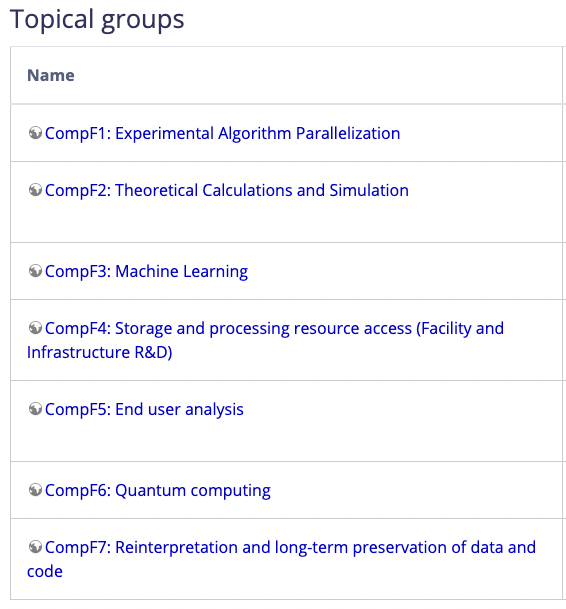 Topical groups
Name
CompF1: Experimental Algorithm Parallelization
CompF2: Theoretical Calculations and Simulation
CompF3: Machine Learning
CompF4: Storage and processing resource access (Facility and
Infrastructure R&D)
CompF5: End user analysis
CompF6: Quantum computing
CompF7: Reinterpretation and long-term preservation of data and
code